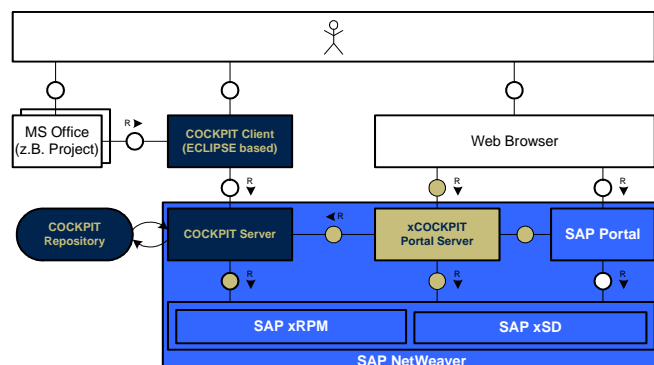 R
MS Office
(z.B. Project)
COCKPIT Client
(ECLIPSE based)
Web Browser
R
R
R
COCKPIT
Repository
COCKPIT Server
R
xCOCKPIT
Portal Server
SAP Portal
R
R
R
SAP xRPM
SAP xSD
SAP NetWeaver